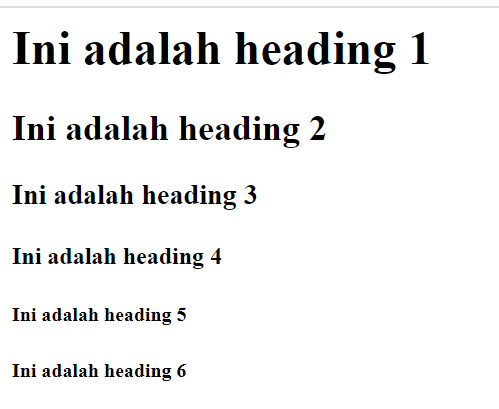 Ini adalah heading 1
Ini adalah heading 2
Ini adalah heading 3
Ini adalah heading 4
Ini adalah heading 5
Ini adalah heading 6